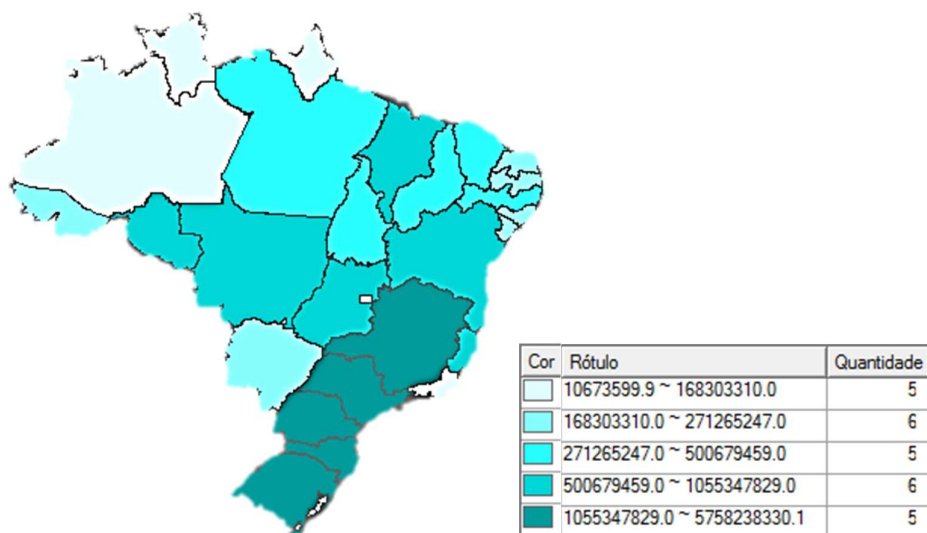 Cor Rótulo Quantidade
10673599.9 ~ 168303310.0 5
168303310.0 ~ 271265247.0 6
271265247.0 ~ 500679459.0 5
500679459.0 ~ 1055347829.0 6
1055347829.0 ~ 5758238330.1 5